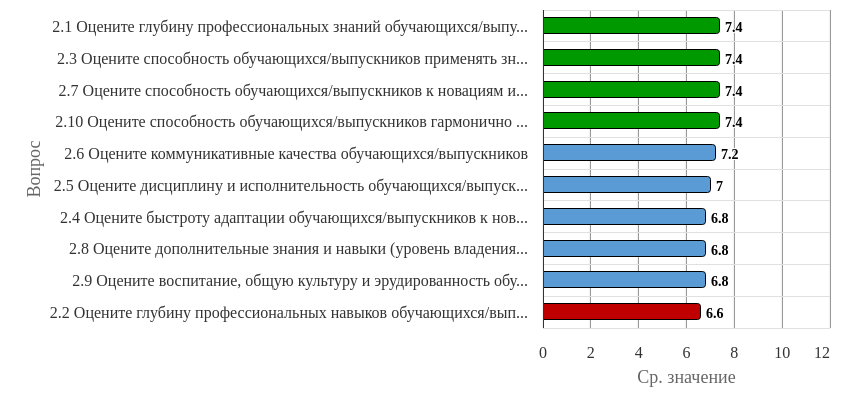 2.1 Оцените глубину профессиональных знаний обучающихся/выпу... 7.4
2.3 Оцените способность обучающихся/выпускников применять зн... 7.4
2.7 Оцените способность обучающихся/выпускников к новациям и... 7.4
2.10 Оцените способность обучающихся/выпускников гармонично ... 7.4
2.6 Оцените коммуникативные качества обучающихся/выпускников 7.2
2.5 Оцените дисциплину и исполнительность обучающихся/выпуск... 7
2.4 Оцените быстроту адаптации обучающихся/выпускников к нов... 6.8
2.8 Оцените дополнительные знания и навыки (уровень владения... 6.8
2.9 Оцените воспитание, общую культуру и эрудированность обу... 6.8
2.2 Оцените глубину профессиональных навыков обучающихся/вып... 6.6
Вопрос
0 2 4 6 8 10 12
Ср. значение